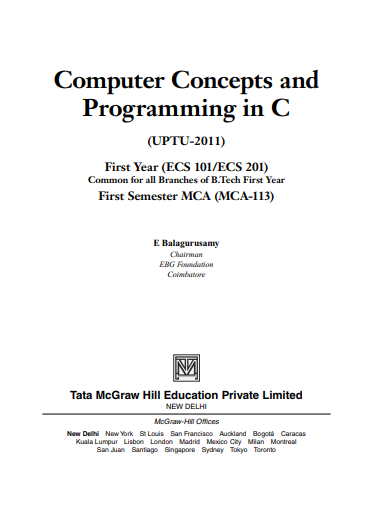 Computer Concepts and
Programming in C
(UPTU-2011)
First Year (ECS 101/ECS 201)
Common for all Branches of B.Tech First Year
First Semester MCA (MCA-113)
E Balagurusamy
Chairman
EBG Foundation
Coimbatore
Tata McGraw Hill Education Private Limited
NEW DELHI
McGraw-Hill Offices
New Delhi New York St Louis San Francisco Auckland Bogotá Caracas
Kuala Lumpur Lisbon London Madrid Mexico City Milan Montreal
San Juan Santiago Singapore Sydney Tokyo Toronto